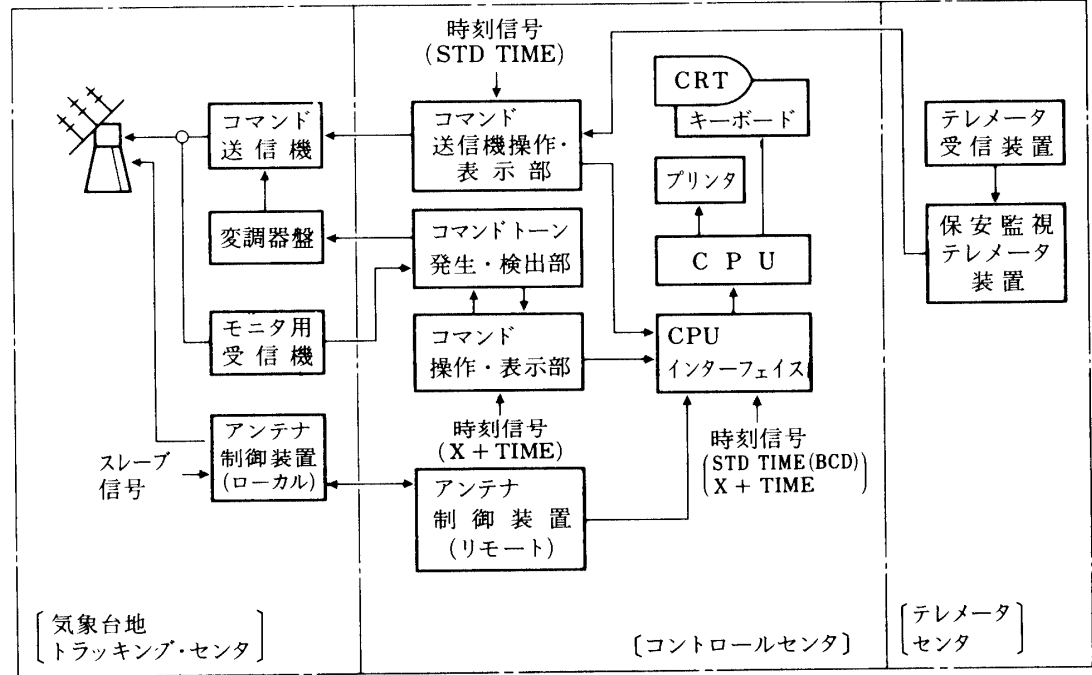 時刻信号
(STD TIME)
コマンド
送信機
コマンド
送信機操作・
表示部
CRT
キーボード
テレメータ
受信装置
プリンタ
変調器盤
コマンドトーン
発生・検出部
CPU
保安監視
テレメータ
装置
モニタ用
受信機
コマンド
操作・表示部
CPU
インターフェイス
アンテナ
制御装置
(ローカル)
スレーブ
信号
時刻信号
(X+TIME)
時刻信号
(STD TIME(BCD)
X+TIME)
アンテナ
制御装置
(リモート)
〔気象台地
トラッキング・センタ〕
〔コントロールセンタ〕
〔テレメータ
センタ〕